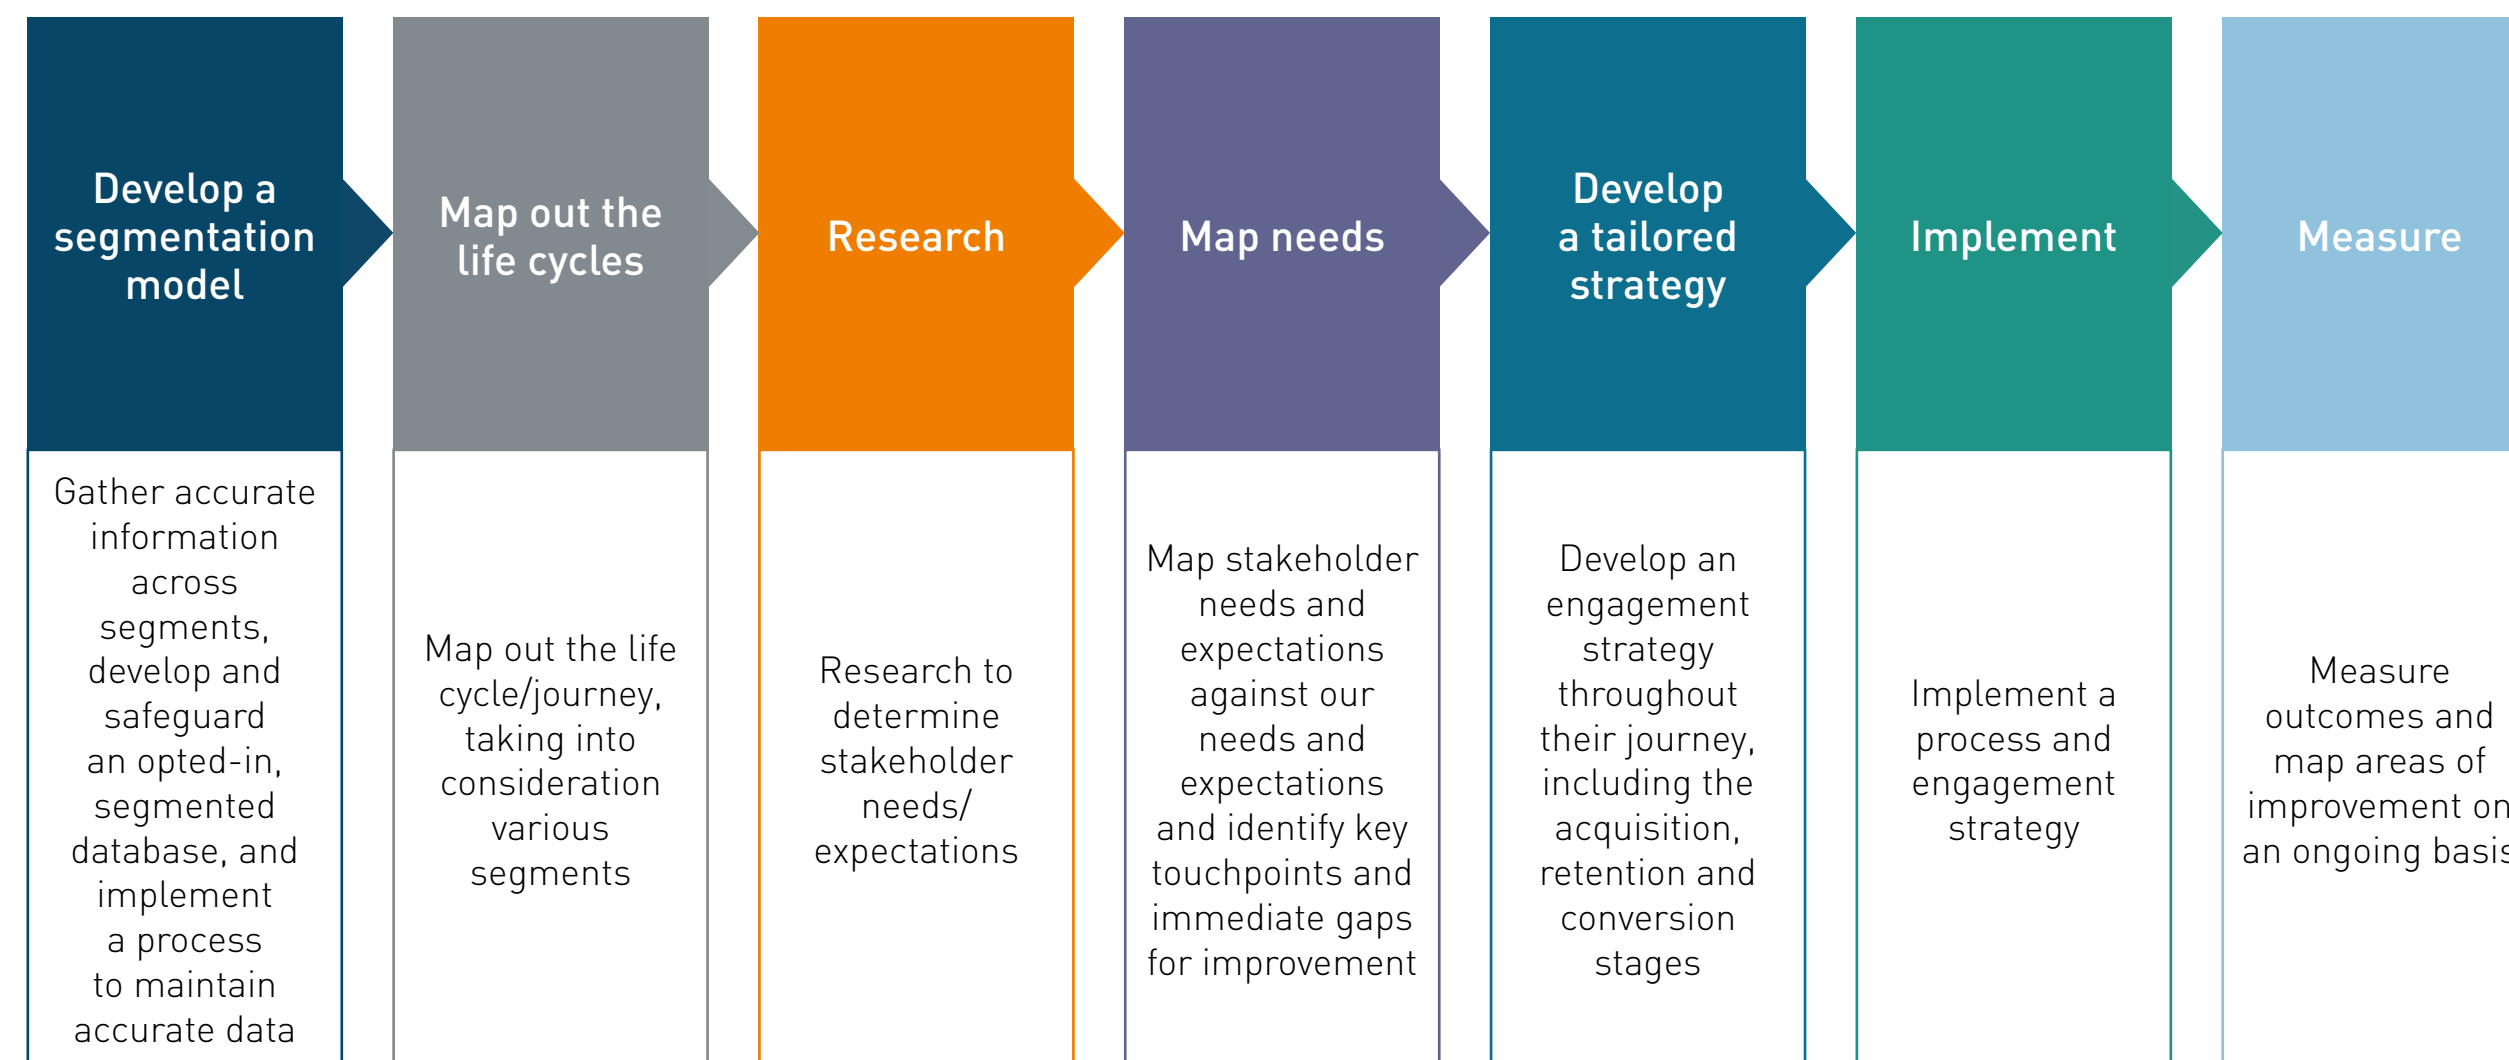 Develop a
segmentation
model
Gather accurate
information
across
segments,
develop and
safeguard
an opted-in,
segmented
database, and
implement
a process
to maintain
accurate data
Map out the
life cycles
Map out the life
cycle/journey,
taking into
consideration
various
segments
Research
Research to
determine
stakeholder
needs/
expectations
Map needs
Map stakeholder
needs and
expectations
against our
needs and
expectations
and identify key
touchpoints and
immediate gaps
for improvement
Develop
a tailored
strategy
Develop an
engagement
strategy
throughout
their journey,
including the
acquisition,
retention and
conversion
stages
Implement
Implement a
process and
engagement
strategy
Measure
Measure
outcomes and
map areas of
improvement on
an ongoing basis